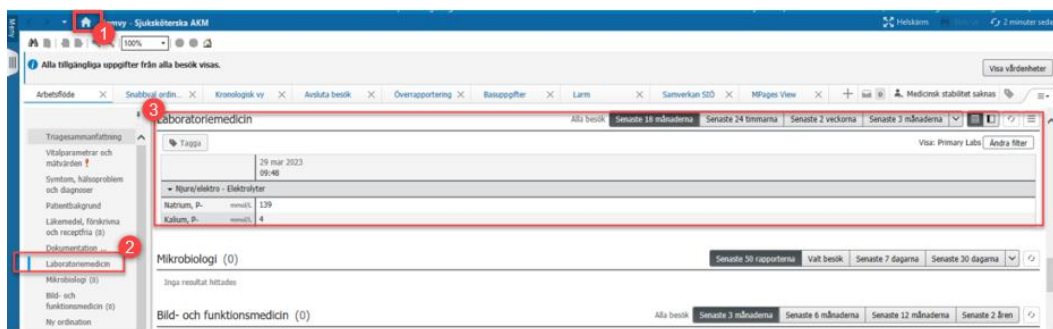 Meny
mvy - Sjuksköterska AKM
Helskärm
2 minuter seda
1
100%
Alla tillgängliga uppgifter från alla besök visas.
Visa vårdenheter
Arbetsflöde
Snabbval ordin...
Kronologisk vy
Avsluta besök
Överrapportering
Basuppgifter
Larm
Samverkan SIÖ
MPages View
Medicinsk stabilitet saknas
3
Laboratoriemedicin
Alla besök
Senaste 18 månaderna
Senaste 24 timmarna
Senaste 2 veckorna
Senaste 3 månaderna
Tagga
Visa: Primary Labs
Ändra filter
29 mar 2023
09:48
Njure/elektro - Elektrolyter
Natrium, P- mmol/L 139
Kalium, P- mmol/L 4
Triagesammanfattning
Vitalparametrar och
mätvärden
Symtom, hälsoproblem
och diagnoser
Patientbakgrund
Läkemedel, förskrivna
och receptfria (0)
Dokumentation ...
2
Laboratoriemedicin
Mikrobiologi (0)
Bild- och
funktionsmedicin (0)
Ny ordination
Mikrobiologi (0)
Senaste 50 rapporterna
Valt besök
Senaste 7 dagarna
Senaste 30 dagarna
Inga resultat hittades
Bild- och funktionsmedicin (0)
Alla besök
Senaste 3 månaderna
Senaste 6 månaderna
Senaste 12 månaderna
Senaste 2 åren